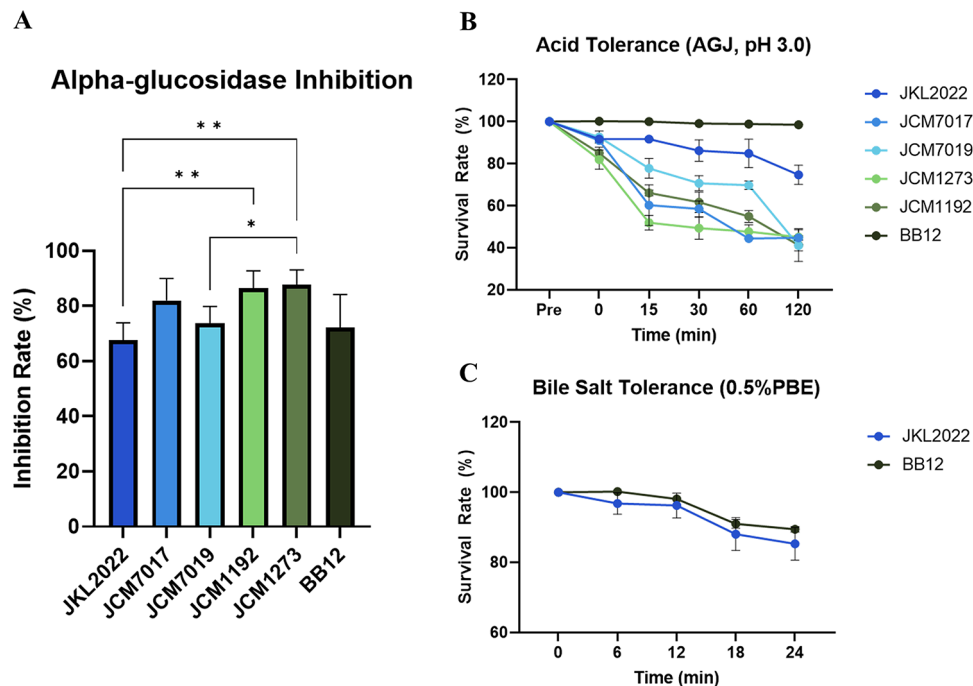 A
Alpha-glucosidase Inhibition
* *
* *
*
Inhibition Rate (%)
100
80
60
40
20
0
JKL2022
JCM7017
JCM7019
JCM1192
JCM1273
BB12
B
Acid Tolerance (AGJ, pH 3.0)
Survival Rate (%)
120
100
80
60
40
20
Pre
0
15
30
60
120
Time (min)
JKL2022
JCM7017
JCM7019
JCM1273
JCM1192
BB12
C
Bile Salt Tolerance (0.5%PBE)
Survival Rate (%)
120
100
80
60
0
6
12
18
24
Time (min)
JKL2022
BB12